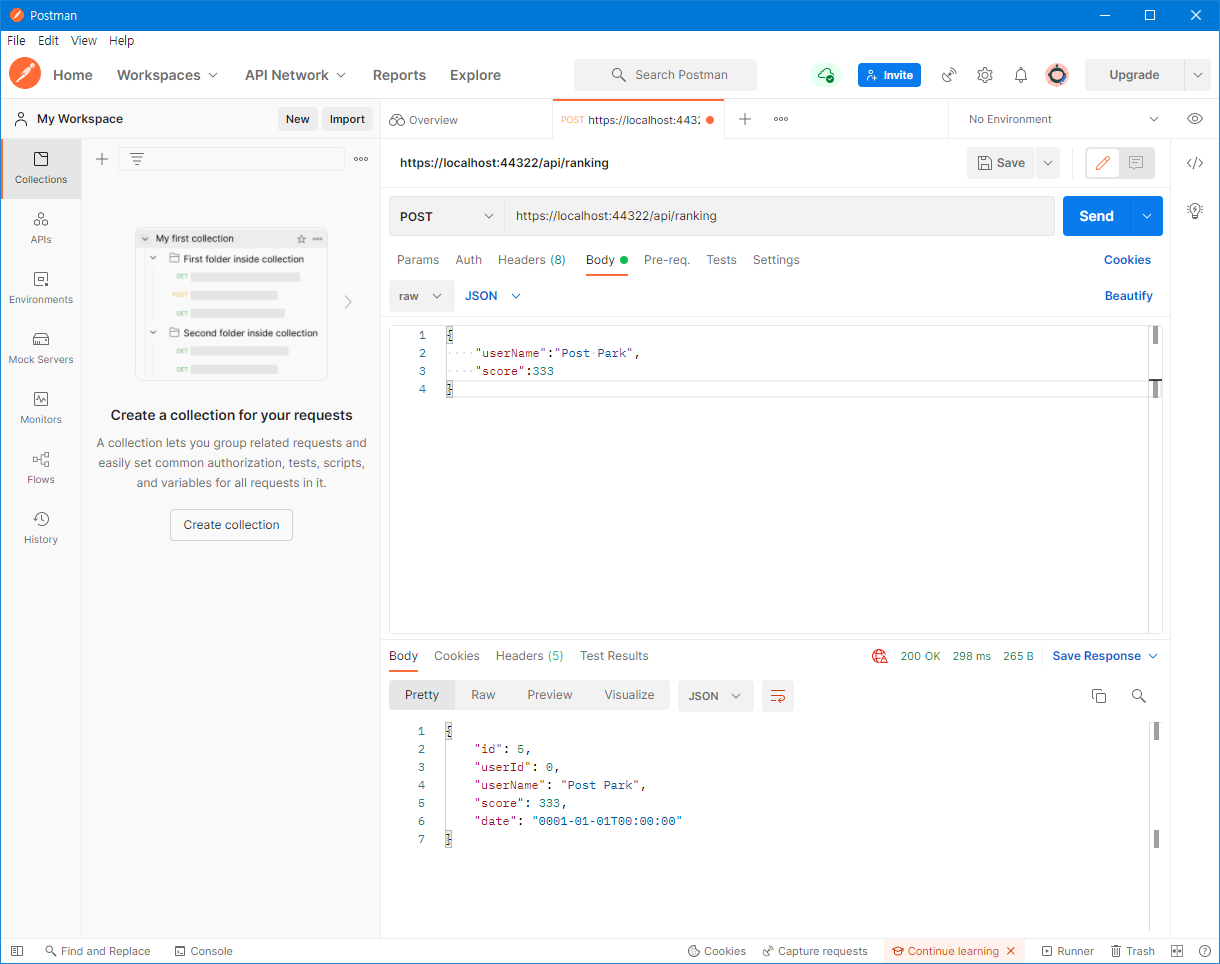 Postman
File Edit View Help
Home Workspaces API Network Reports Explore Search Postman Invite Upgrade
My Workspace New Import Overview POST https://localhost:4432 No Environment
Collections
APIs
Environments
Mock Servers
Monitors
Flows
History
My first collection
First folder inside collection
GET
POST
GET
Second folder inside collection
GET
GET
Create a collection for your requests
A collection lets you group related requests and
easily set common authorization, tests, scripts,
and variables for all requests in it.
Create collection
https://localhost:44322/api/ranking Save
POST https://localhost:44322/api/ranking Send
Params Auth Headers (8) Body Pre-req. Tests Settings Cookies
raw JSON Beautify
1 {
2 "userName":"Post Park",
3 "score":333
4 }
Body Cookies Headers (5) Test Results 200 OK 298 ms 265 B Save Response
Pretty Raw Preview Visualize JSON
1 {
2 "id": 5,
3 "userId": 0,
4 "userName": "Post Park",
5 "score": 333,
6 "date": "0001-01-01T00:00:00"
7 }
Find and Replace Console Cookies Capture requests Continue learning Runner Trash